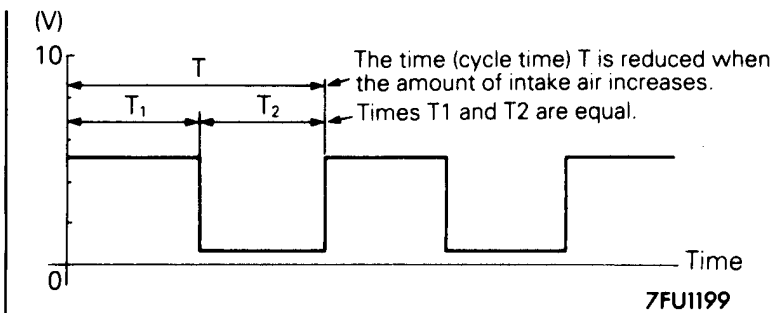 (V)
10
T
The time (cycle time) T is reduced when
the amount of intake air increases.
T₁ T₂
Times T1 and T2 are equal.
0
Time
7FU1199